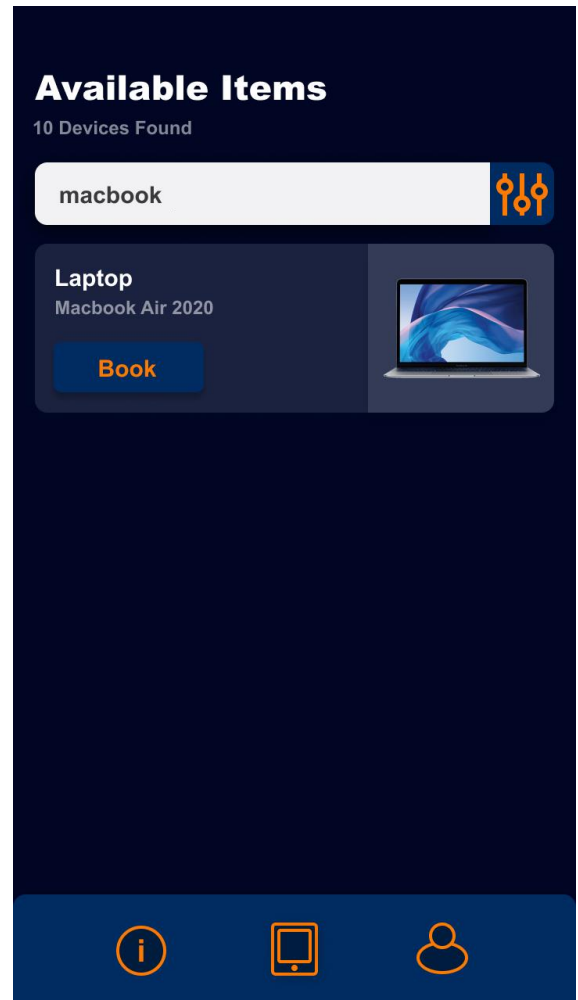 Available Items
10 Devices Found
macbook
Laptop
Macbook Air 2020
Book
i